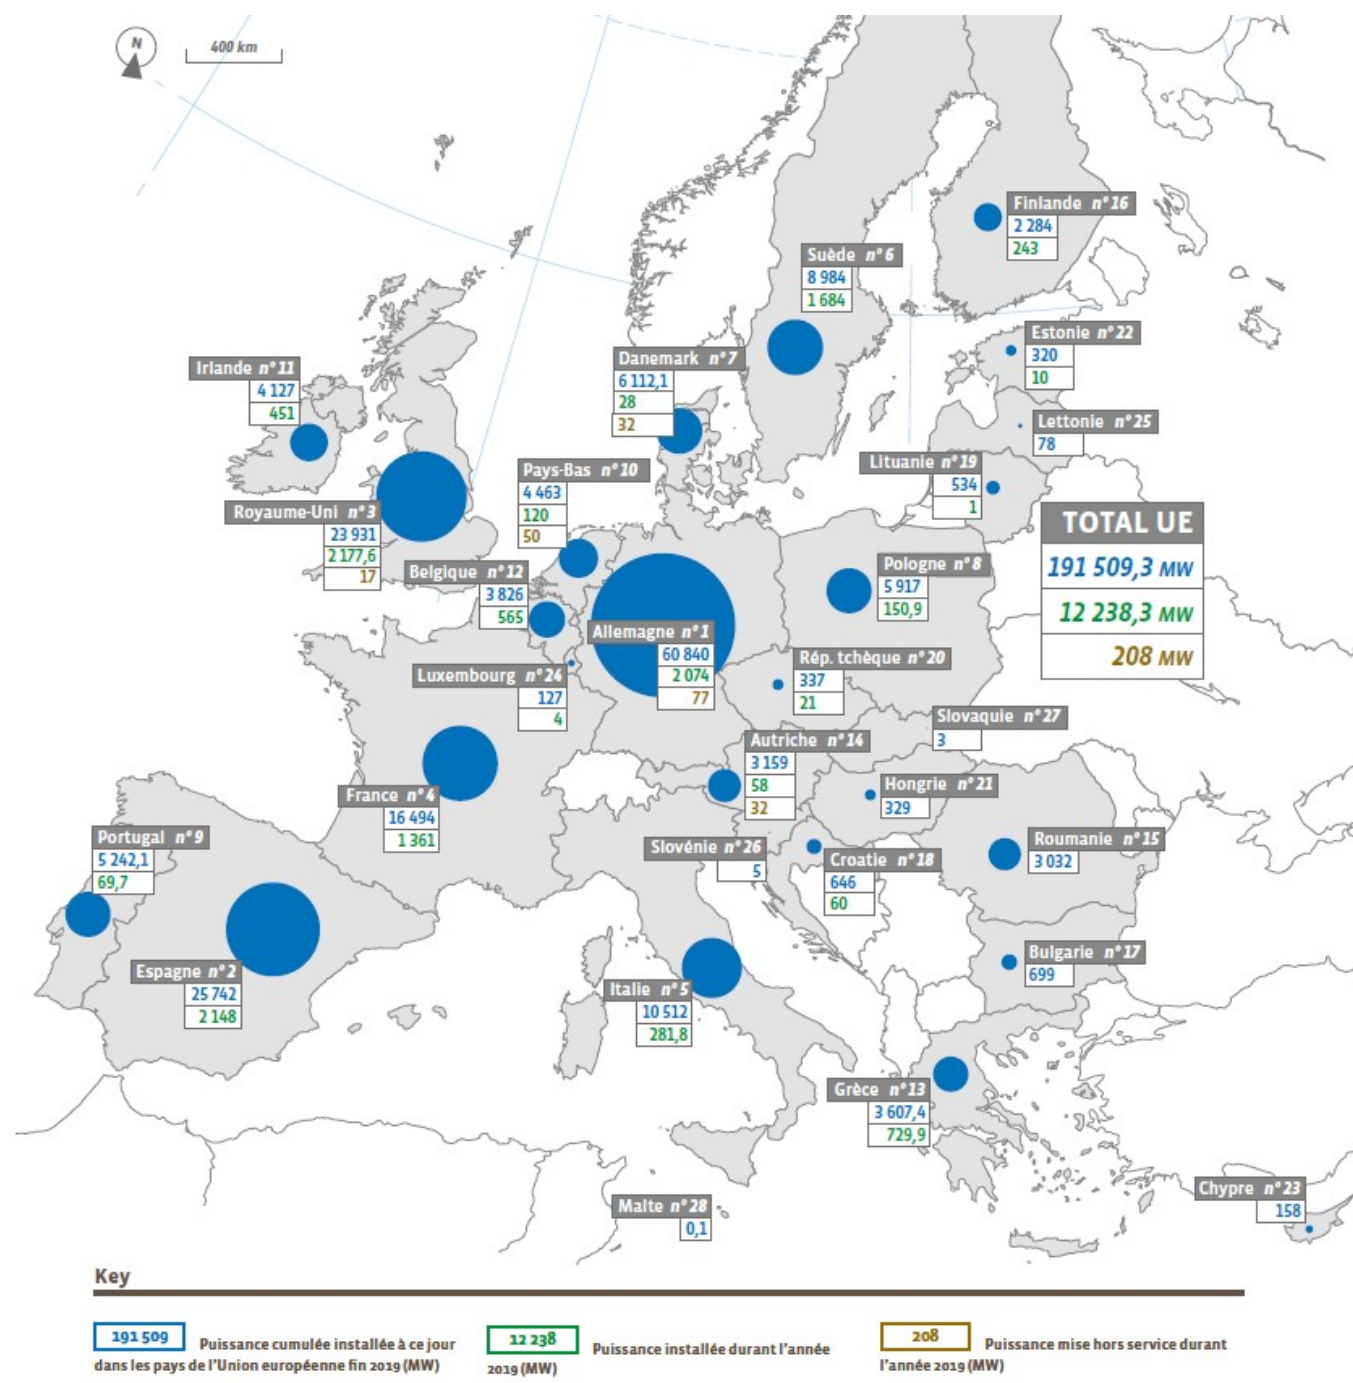 N
400 km
Finlande n°16
2 284
243
Suède n°6
8 984
1 684
Estonie n°22
320
10
Danemark n°7
6 112,1
28
32
Irlande n°11
4 127
451
Lettonie n°25
78
Lituanie n°19
534
1
Pays-Bas n°10
4 463
120
50
Royaume-Uni n°3
23 931
2 177,6
17
TOTAL UE
191 509,3 MW
12 238,3 MW
208 MW
Pologne n°8
5 917
150,9
Belgique n°12
3 826
565
Allemagne n°1
60 840
2 074
77
Rép. tchèque n°20
337
21
Luxembourg n°24
127
4
Slovaquie n°27
3
Autriche n°14
3 159
58
32
Hongrie n°21
329
France n°4
16 494
1 361
Portugal n°9
5 242,1
69,7
Slovénie n°26
5
Croatie n°18
646
60
Roumanie n°15
3 032
Bulgarie n°17
699
Espagne n°2
25 742
2 148
Italie n°5
10 512
281,8
Grèce n°13
3 607,4
729,9
Chypre n°23
158
Malte n°28
0,1
Key
191 509 Puissance cumulée installée à ce jour
dans les pays de l'Union européenne fin 2019 (MW)
12 238 Puissance installée durant l'année
2019 (MW)
208 Puissance mise hors service durant
l'année 2019 (MW)